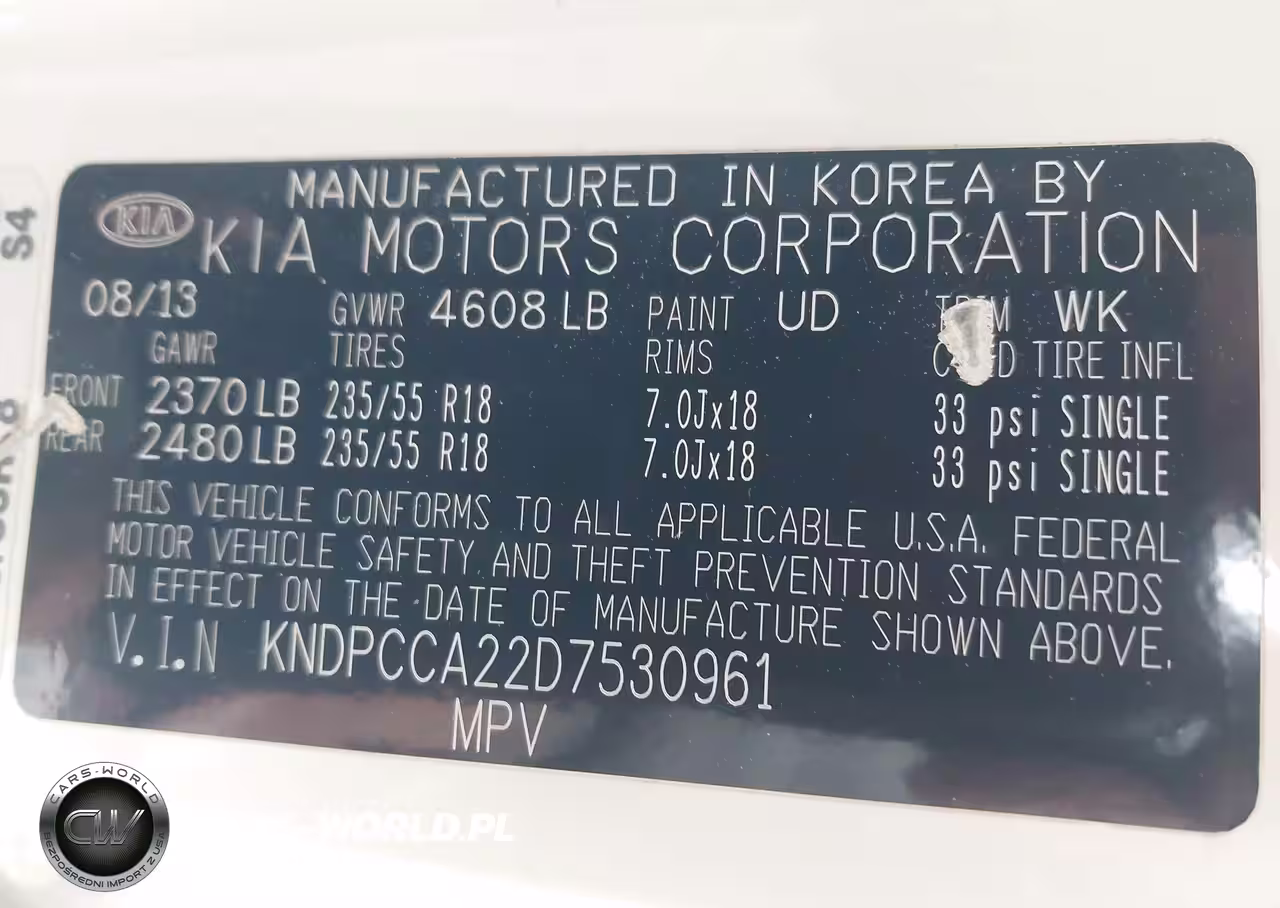 MANUFACTURED IN KOREA BY
KIA KIA MOTORS CORPORATION
08/13 GVWR 4608 LB PAINT UD WK
GAWR TIRES RIMS TIRE INFL
FRONT 2370 LB 235/55 R18 7.0Jx18 33 psi SINGLE
REAR 2480 LB 235/55 R18 7.0Jx18 33 psi SINGLE
THIS VEHICLE CONFORMS TO ALL APPLICABLE U.S.A. FEDERAL
MOTOR VEHICLE SAFETY AND THEFT PREVENTION STANDARDS
IN EFFECT ON THE DATE OF MANUFACTURE SHOWN ABOVE.
V.I.N KNDPCCA22D7530961
MPV
S4
CARS-WORLD
CW
BEZPOŚREDNI IMPORT Z USA
WORLD.PL